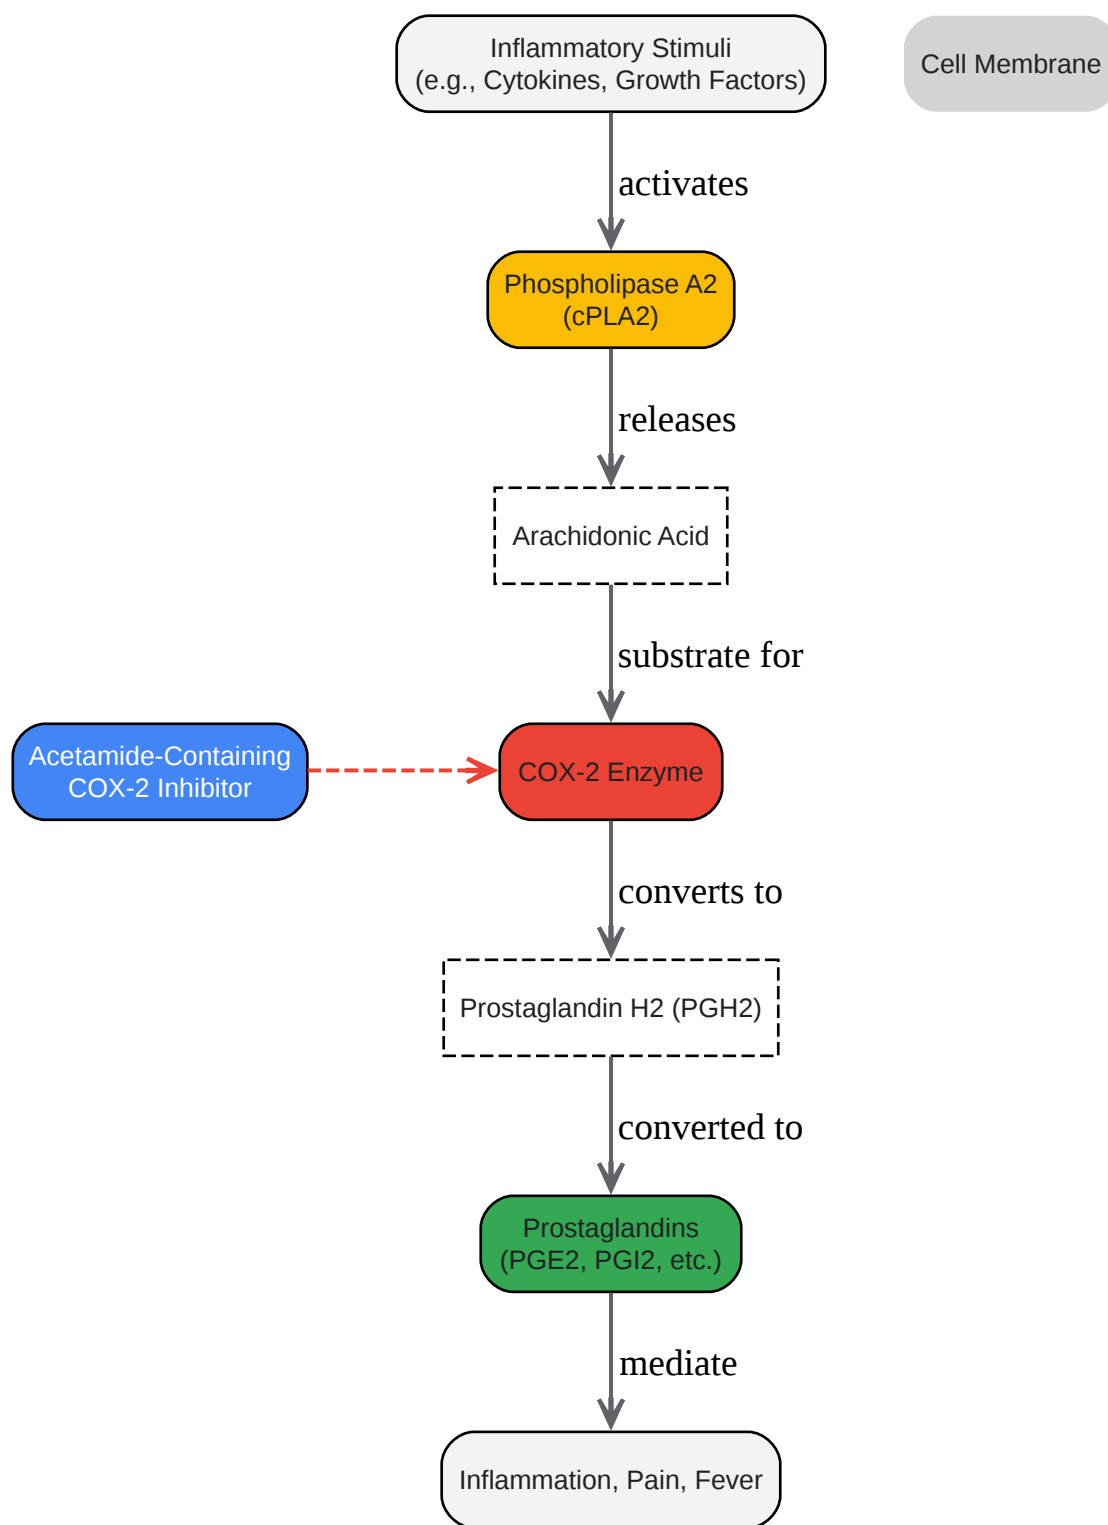 Inflammatory Stimuli
(e.g., Cytokines, Growth Factors)
Cell Membrane
activates
Phospholipase A2
(cPLA2)
releases
Arachidonic Acid
substrate for
Acetamide-Containing
COX-2 Inhibitor
COX-2 Enzyme
converts to
Prostaglandin H2 (PGH2)
converted to
Prostaglandins
(PGE2, PGI2, etc.)
mediate
Inflammation, Pain, Fever